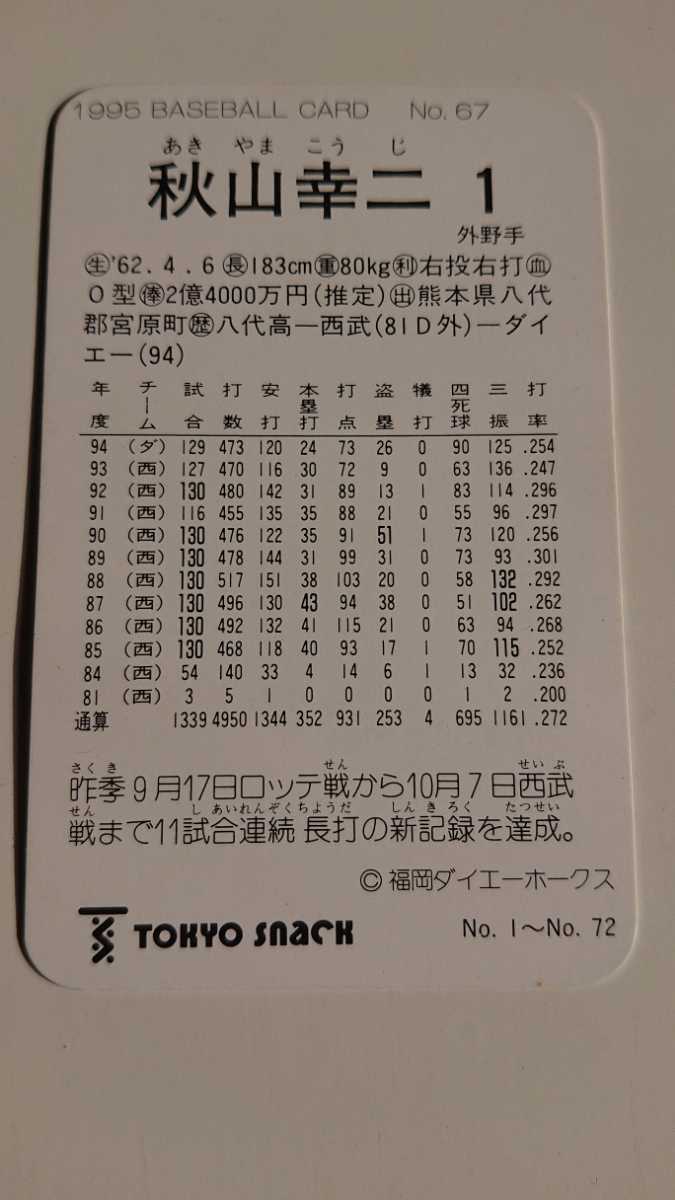 1995 BASEBALL CARD No. 67
あき やま こう じ
秋山幸二 1
外野手
㊤'62. 4. 6 ㊐183cm㊩80kg㊒右投右打㊋
O型㊕2億4000万円(推定)㊓熊本県八代
郡宮原町㊭八代高—西武(81D外)—ダイ
エー(94)
年度 チーム 試合 打数 安打 本塁打 打点 盗塁 犠打 四死球 三振 打率
94 (ダ) 129 473 120 24 73 26 0 90 125 .254
93 (西) 127 470 116 30 72 9 0 63 136 .247
92 (西) 130 480 142 31 89 13 1 83 114 .296
91 (西) 116 455 135 35 88 21 0 55 96 .297
90 (西) 130 476 122 35 91 51 1 73 120 .256
89 (西) 130 478 144 31 99 31 0 73 93 .301
88 (西) 130 517 151 38 103 20 0 58 132 .292
87 (西) 130 496 130 43 94 38 0 51 102 .262
86 (西) 130 492 132 41 115 21 0 63 94 .268
85 (西) 130 468 118 40 93 17 1 70 115 .252
84 (西) 54 140 33 4 14 6 1 13 32 .236
81 (西) 3 5 1 0 0 0 0 1 2 .200
通算 1339 4950 1344 352 931 253 4 695 1161 .272
さくき せん せいぶ
昨季9月17日ロッテ戦から10月7日西武
せん しあいれんぞくちょうだ しんきろく たつせい
戦まで11試合連続長打の新記録を達成。
©福岡ダイエーホークス
TOKYO SNACK No. 1〜No. 72